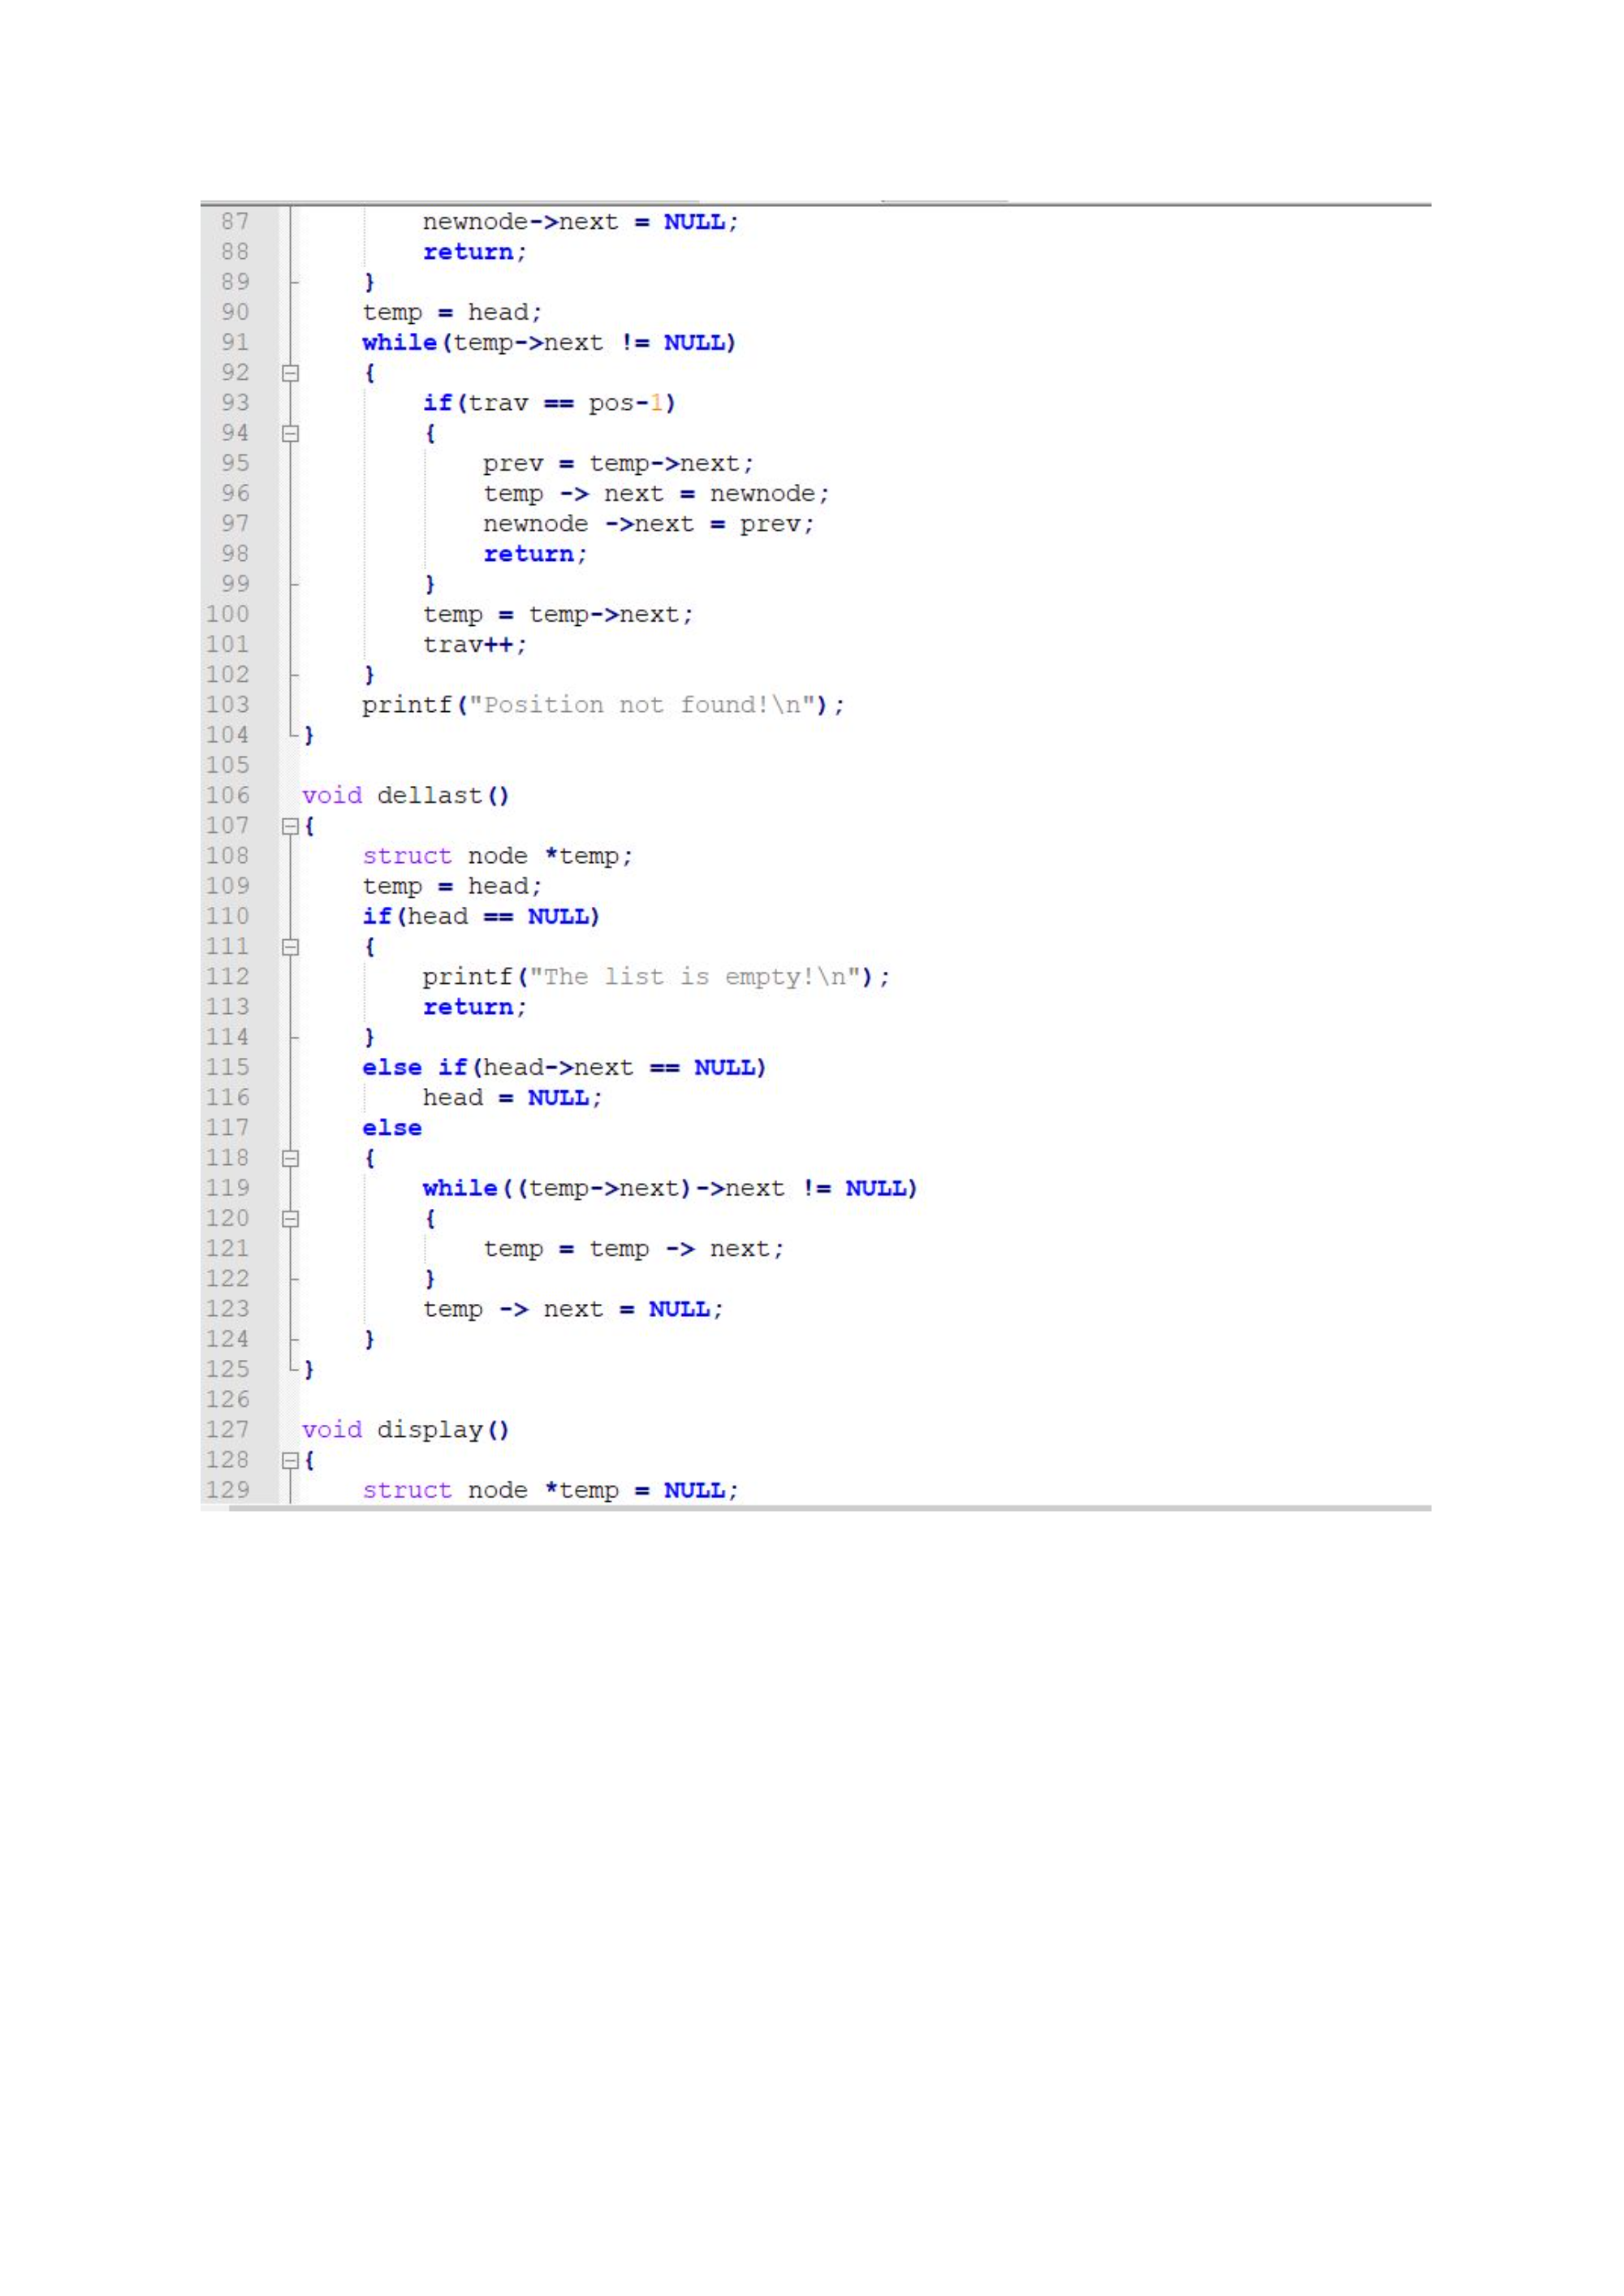 87 newnode->next = NULL;
88 return;
89 }
90 temp = head;
91 while(temp->next != NULL)
92 {
93 if(trav == pos-1)
94 {
95 prev = temp->next;
96 temp -> next = newnode;
97 newnode ->next = prev;
98 return;
99 }
100 temp = temp->next;
101 trav++;
102 }
103 printf("Position not found!\n");
104 }
105
106 void dellast()
107 {
108 struct node *temp;
109 temp = head;
110 if(head == NULL)
111 {
112 printf("The list is empty!\n");
113 return;
114 }
115 else if(head->next == NULL)
116 head = NULL;
117 else
118 {
119 while((temp->next)->next != NULL)
120 {
121 temp = temp -> next;
122 }
123 temp -> next = NULL;
124 }
125 }
126
127 void display()
128 {
129 struct node *temp = NULL;